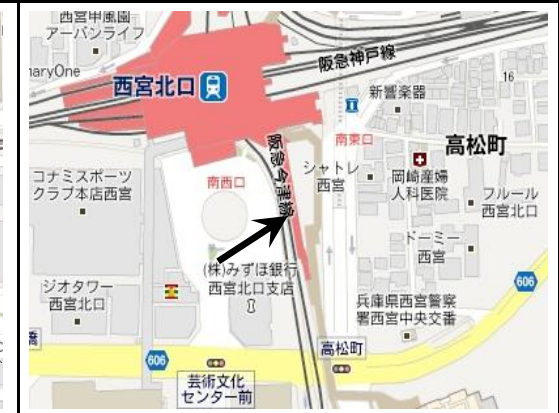 西宮甲風園
アーバンライフ
naryOne
阪急神戸線
16
西宮北口
新響楽器
南東口
高松町
阪急今津線
コナミスポーツ
クラブ本店西宮
南西口
シャトレ
西宮
岡崎産婦
人科医院
フルール
西宮北口
ドーミー
西宮
(株)みずほ銀行
西宮北口支店
ジオタワー
西宮北口
606
兵庫県西宮警察
署西宮中央交番
橋
606
高松町
芸術文化
センター前